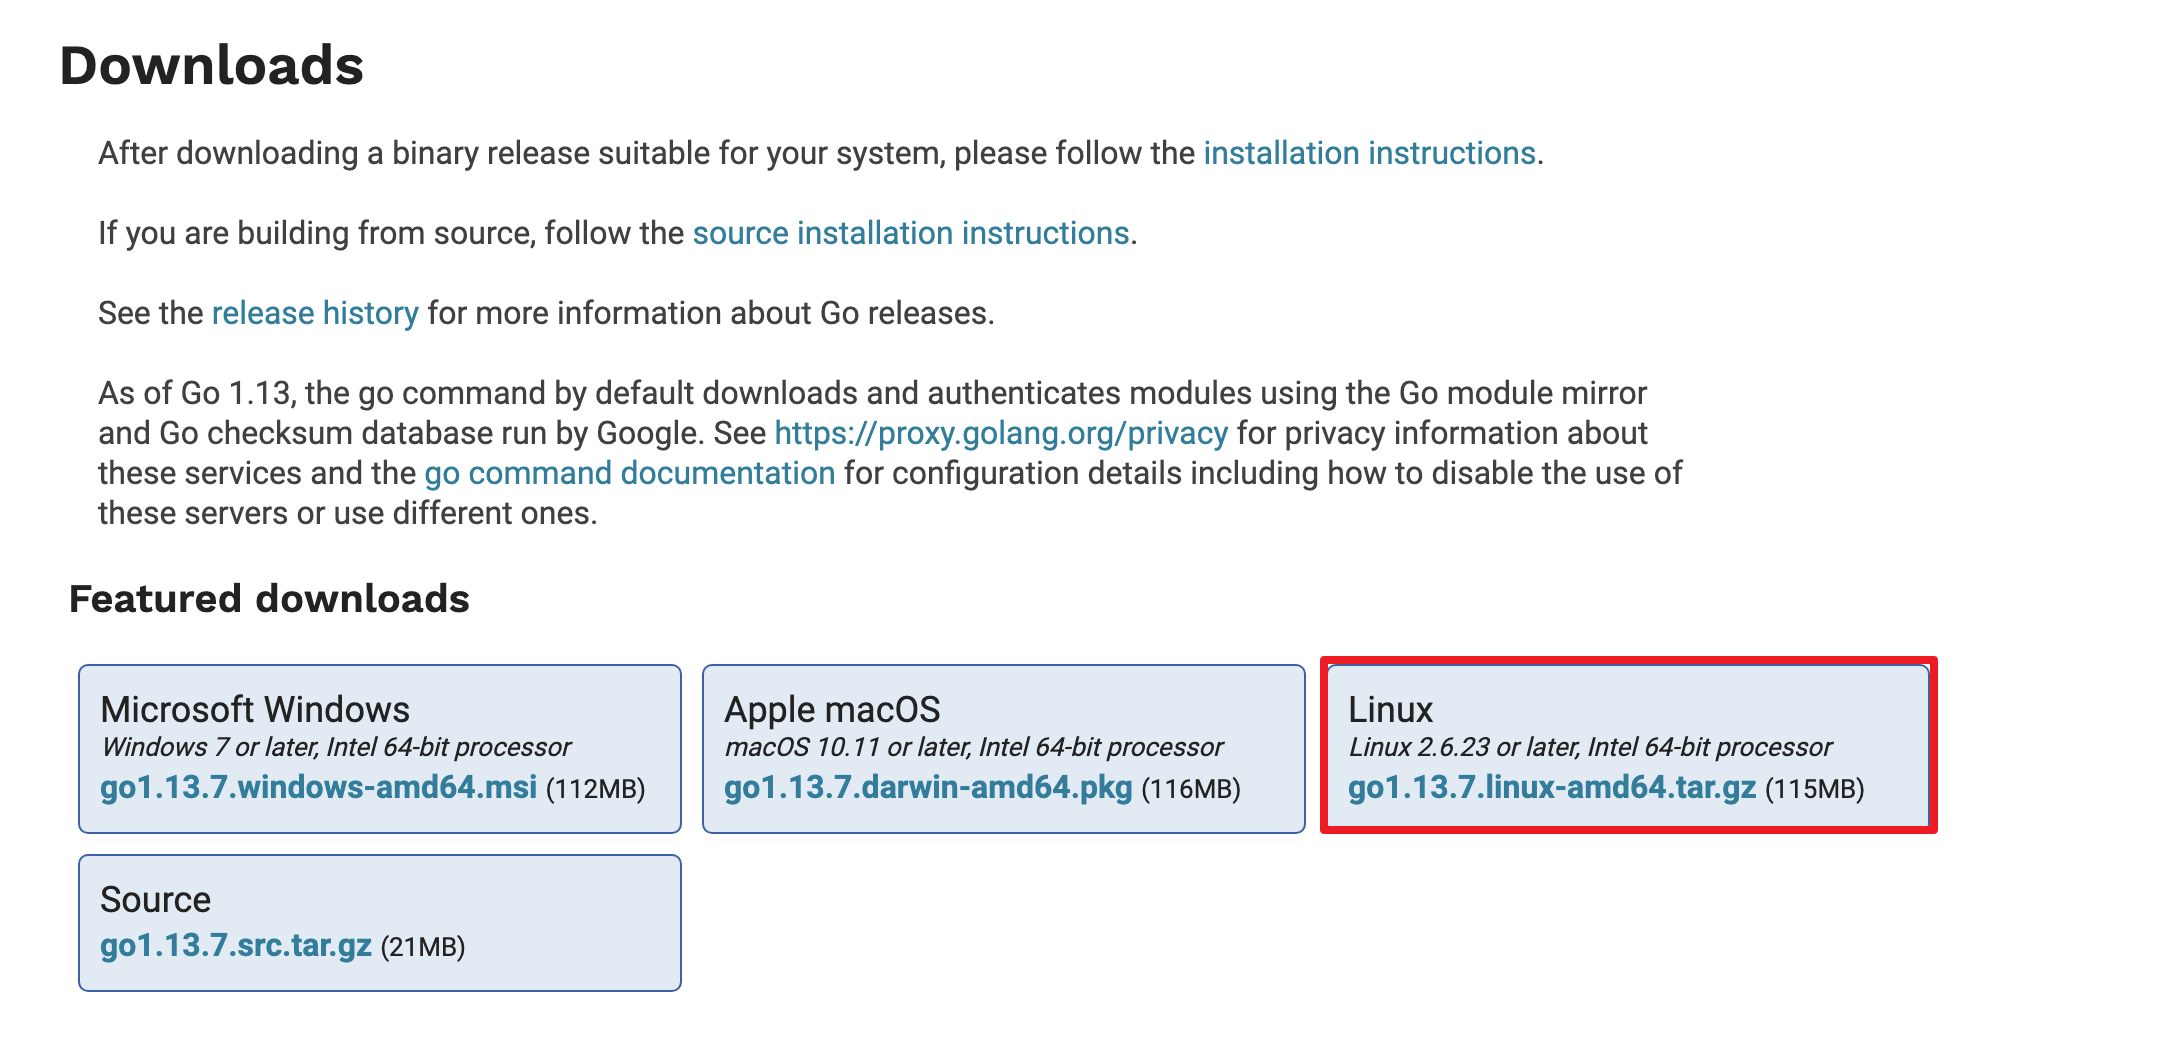 Downloads
After downloading a binary release suitable for your system, please follow the installation instructions.
If you are building from source, follow the source installation instructions.
See the release history for more information about Go releases.
As of Go 1.13, the go command by default downloads and authenticates modules using the Go module mirror
and Go checksum database run by Google. See https://proxy.golang.org/privacy for privacy information about
these services and the go command documentation for configuration details including how to disable the use of
these servers or use different ones.
Featured downloads
Microsoft Windows
Windows 7 or later, Intel 64-bit processor
go1.13.7.windows-amd64.msi (112MB)
Apple macOS
macOS 10.11 or later, Intel 64-bit processor
go1.13.7.darwin-amd64.pkg (116MB)
Linux
Linux 2.6.23 or later, Intel 64-bit processor
go1.13.7.linux-amd64.tar.gz (115MB)
Source
go1.13.7.src.tar.gz (21MB)